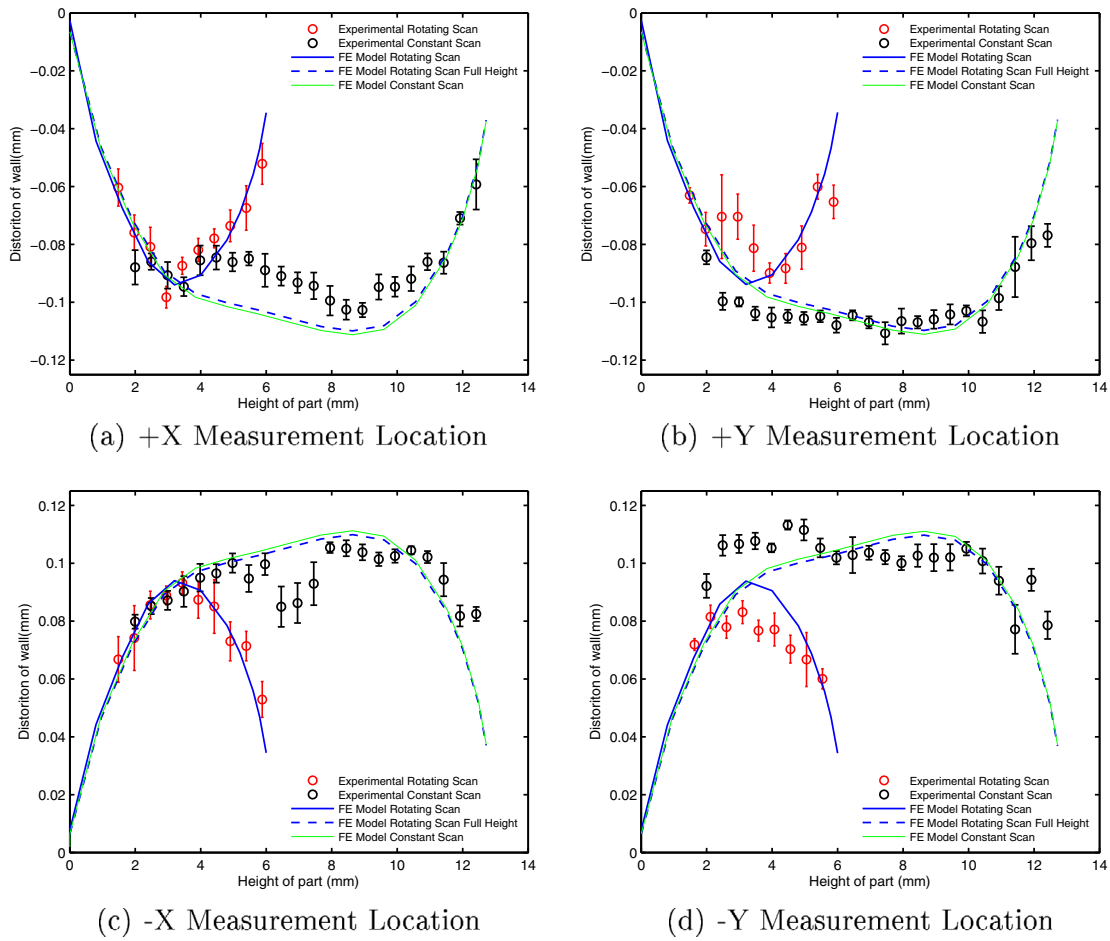 0
−0.02
−0.04
−0.06
−0.08
−0.1
−0.12
Distoriton of wall(mm)
Experimental Rotating Scan
Experimental Constant Scan
FE Model Rotating Scan
FE Model Rotating Scan Full Height
FE Model Constant Scan
0 2 4 6 8 10 12 14
Height of part (mm)
(a) +X Measurement Location
0
−0.02
−0.04
−0.06
−0.08
−0.1
−0.12
Distoriton of wall(mm)
Experimental Rotating Scan
Experimental Constant Scan
FE Model Rotating Scan
FE Model Rotating Scan Full Height
FE Model Constant Scan
0 2 4 6 8 10 12 14
Height of part (mm)
(b) +Y Measurement Location
0.12
0.1
0.08
0.06
0.04
0.02
0
Distoriton of wall(mm)
Experimental Rotating Scan
Experimental Constant Scan
FE Model Rotating Scan
FE Model Rotating Scan Full Height
FE Model Constant Scan
0 2 4 6 8 10 12 14
Height of part (mm)
(c) -X Measurement Location
0.12
0.1
0.08
0.06
0.04
0.02
0
Distoriton of wall(mm)
Experimental Rotating Scan
Experimental Constant Scan
FE Model Rotating Scan
FE Model Rotating Scan Full Height
FE Model Constant Scan
0 2 4 6 8 10 12 14
Height of part (mm)
(d) -Y Measurement Location